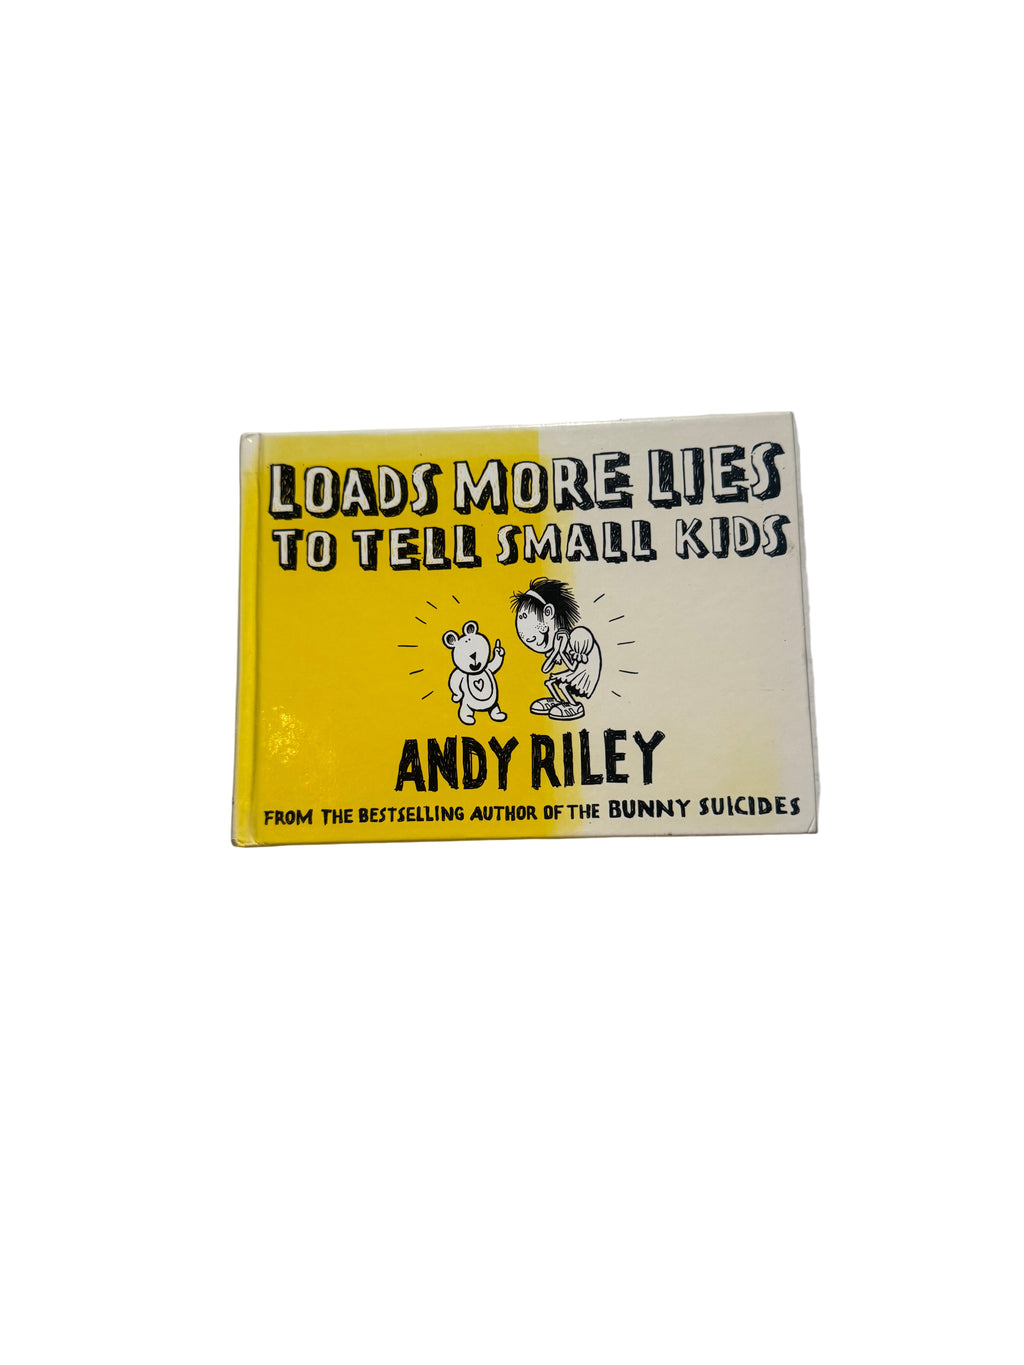 LOADS MORE LIES
TO TELL SMALL KIDS
ANDY RILEY
FROM THE BESTSELLING AUTHOR OF THE BUNNY SUICIDES